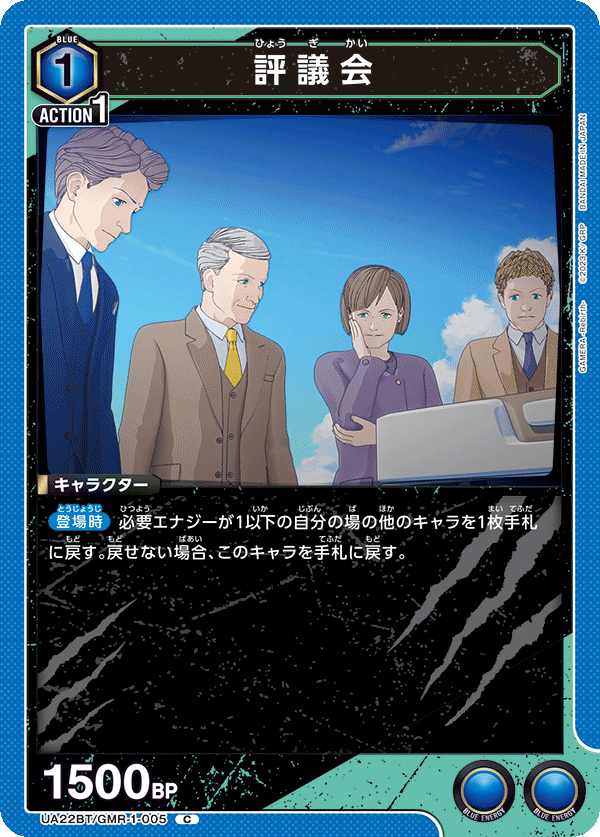 BLUE
1
ひょうぎかい
評議会
ACTION1
キャラクター
とうじょうじ ひつよう いか じぶん ば ほか まい てふだ
登場時 必要エナジーが1以下の自分の場の他のキャラを1枚手札
もど もど ばあい てふだ もど
に戻す。戻せない場合、このキャラを手札に戻す。
1500BP
UA22BT/GMR-1-005 C
BLUE ENERGY
BLUE ENERGY
GAMERA -Rebirth- ©2023 K/ GRP BANDAI MADE IN JAPAN